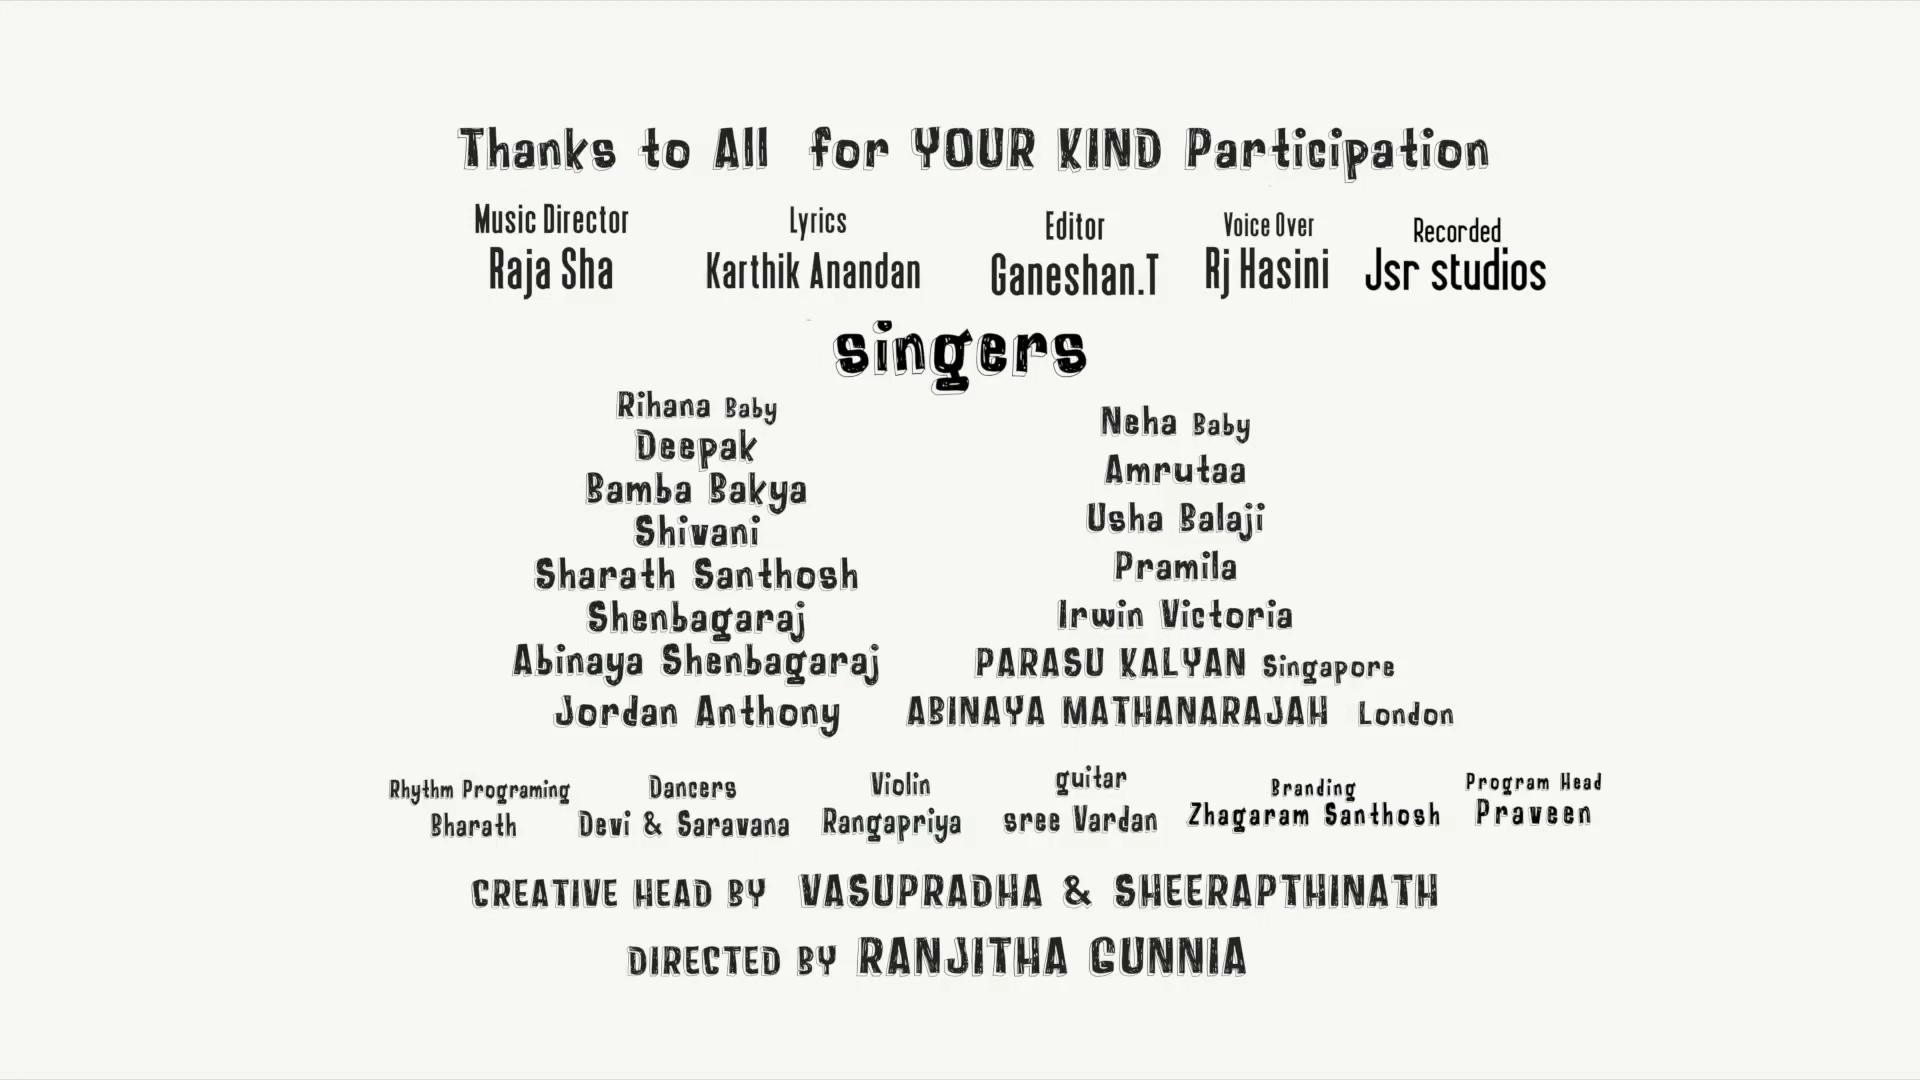 Thanks to All for YOUR KIND Participation
Music Director Lyrics Editor Voice Over Recorded
Raja Sha Karthik Anandan Ganeshan.T Rj Hasini Jsr studios
singers
Rihana Baby
Deepak
Bamba Bakya
Shivani
Sharath Santhosh
Shenbagaraj
Abinaya Shenbagaraj
Jordan Anthony
Neha Baby
Amrutaa
Usha Balaji
Pramila
Irwin Victoria
PARASU KALYAN Singapore
ABINAYA MATHANARAJAH London
Rhythm Programing Dancers Violin guitar Branding Program Head
Bharath Devi & Saravana Rangapriya sree Vardan Zhagaram Santhosh Praveen
CREATIVE HEAD BY VASUPRADHA & SHEERAPTHINATH
DIRECTED BY RANJITHA GUNNIA